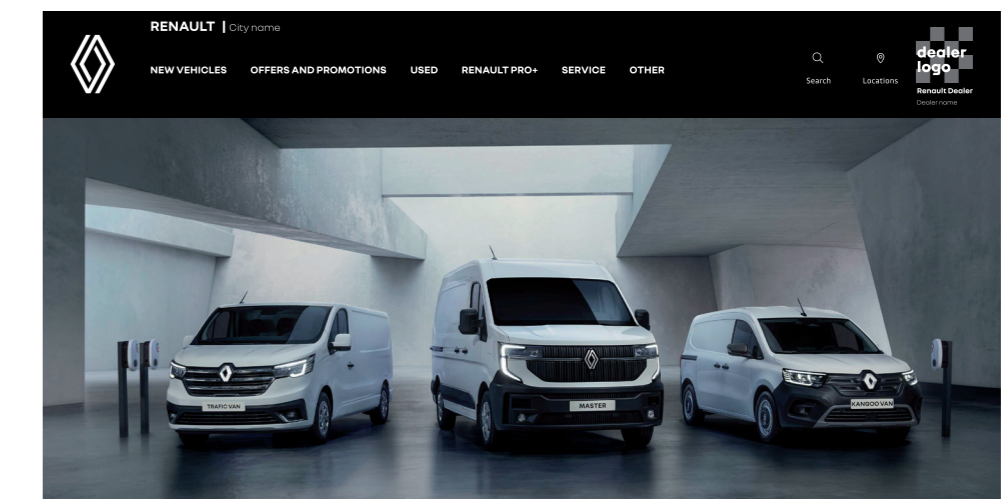 RENAULT | City name
NEW VEHICLES OFFERS AND PROMOTIONS USED RENAULT PRO+ SERVICE OTHER
Search Locations
dealer
logo
Renault Dealer
Dealer name
TRAFIC VAN
MASTER
KANGOO VAN